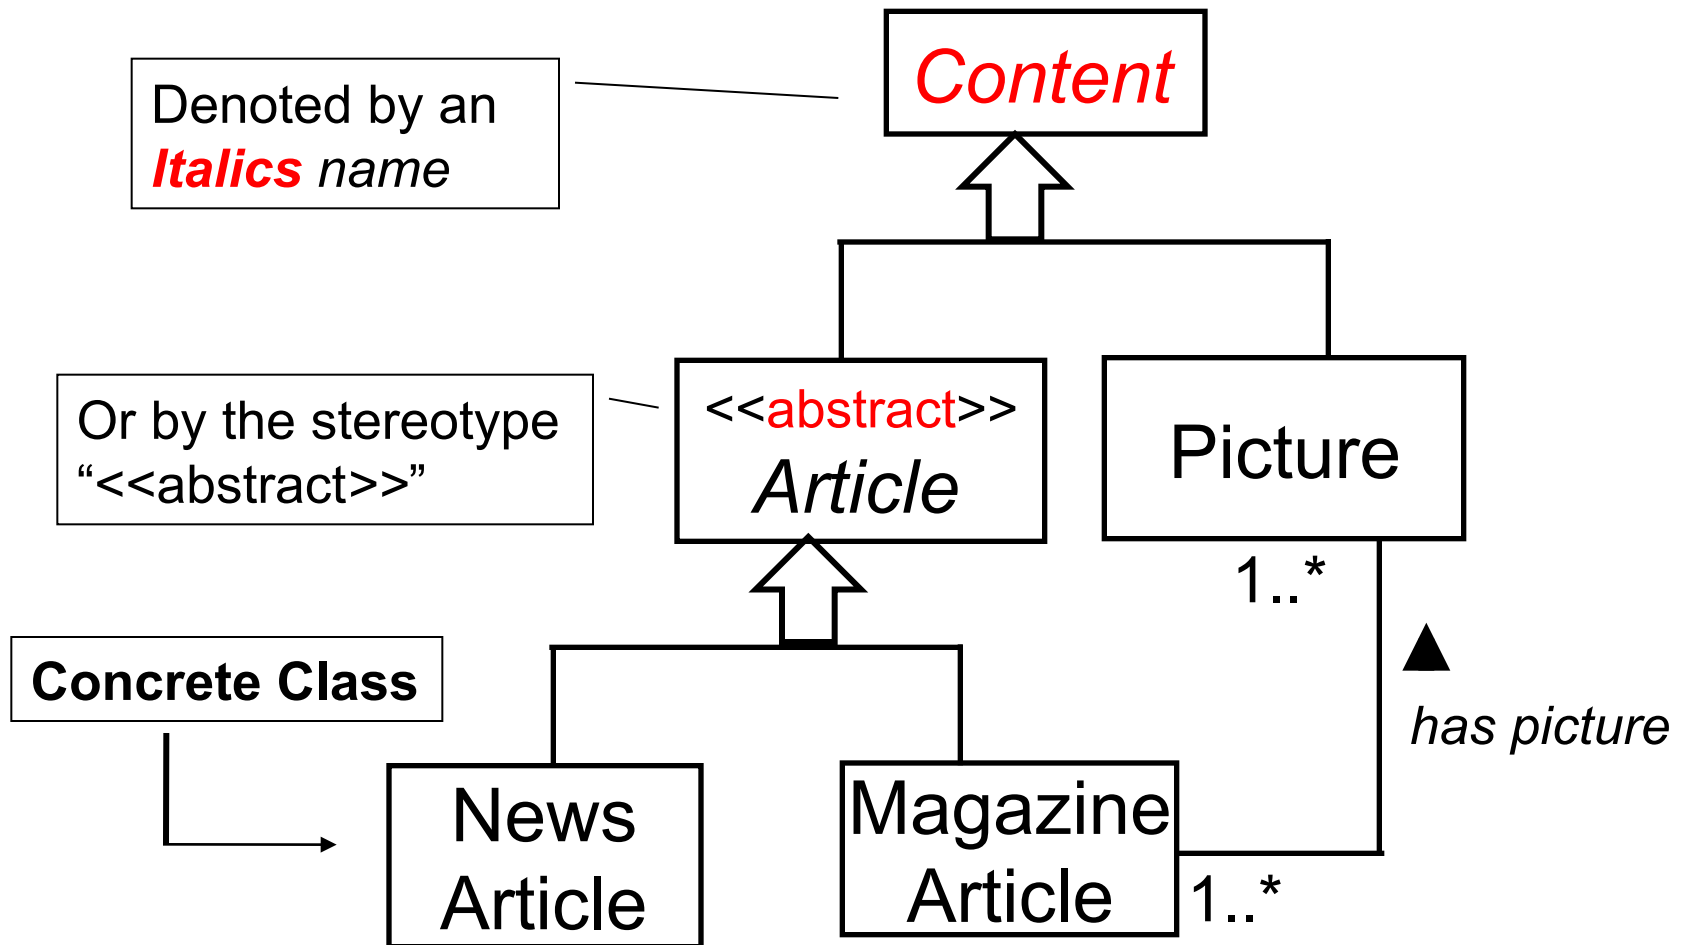 Content
Denoted by an
Italics name
<<abstract>>
Article
Picture
Or by the stereotype
“<<abstract>>”
1..*
has picture
Concrete Class
News
Article
Magazine
Article
1..*